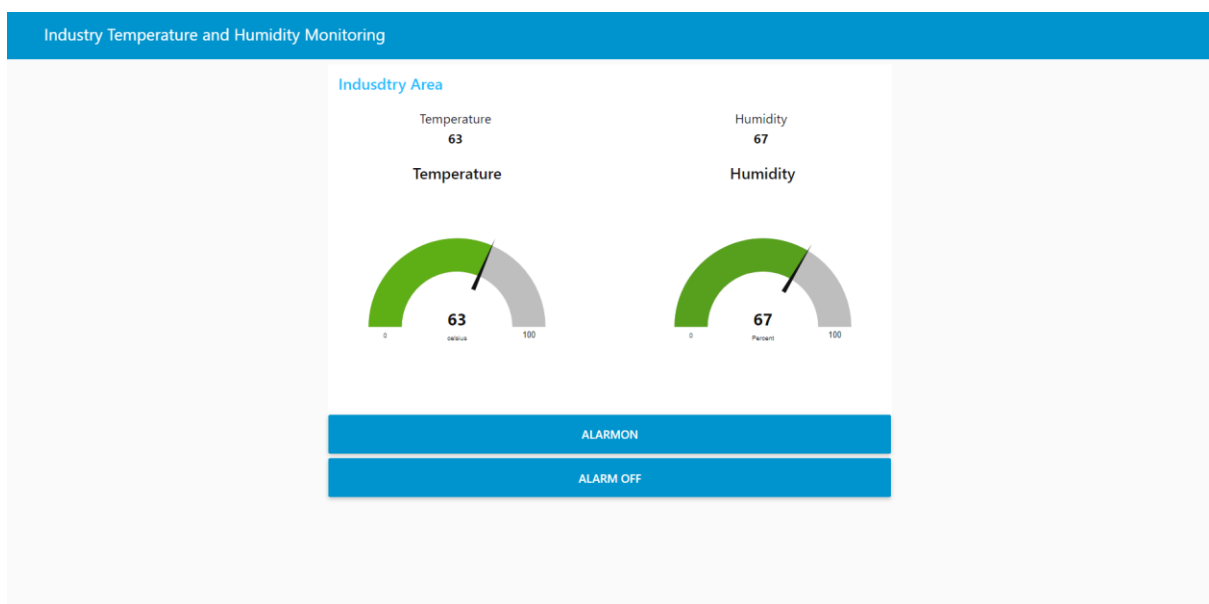 Industry Temperature and Humidity Monitoring
Indusdtry Area
Temperature
63
Humidity
67
Temperature
Humidity
63
celsius
0
100
67
Percent
0
100
ALARMON
ALARM OFF